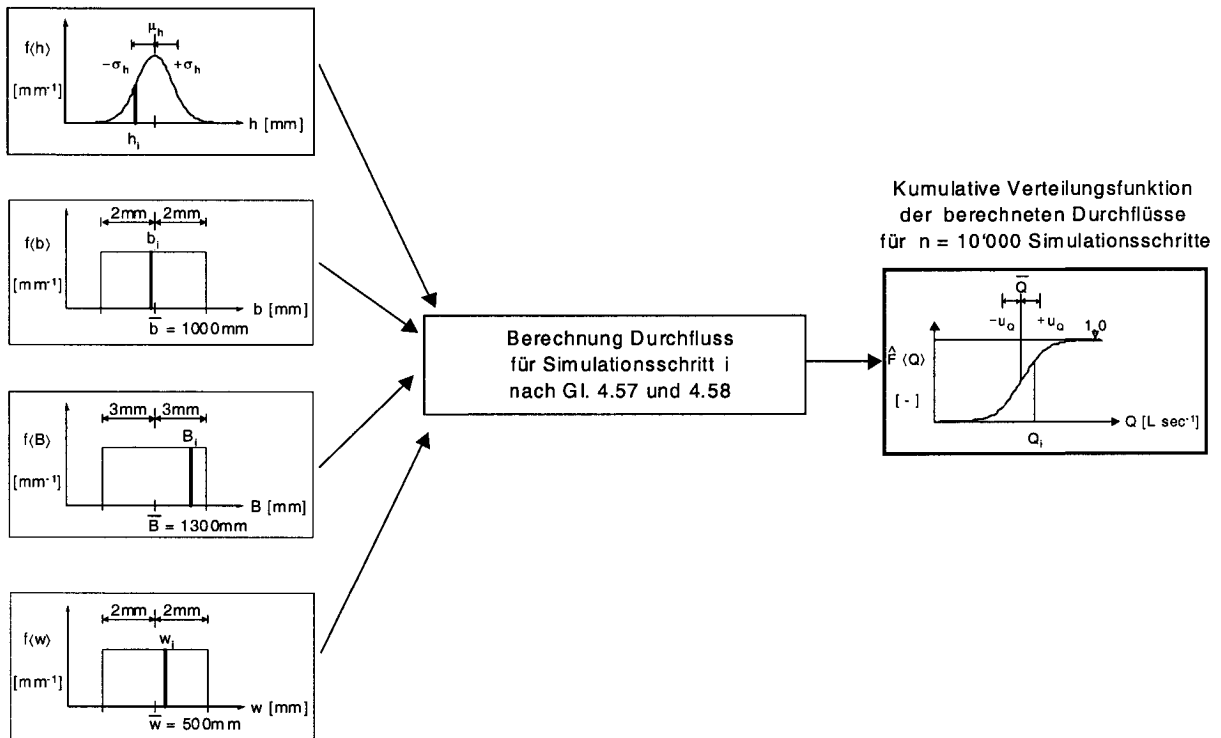 μh
f⟨h⟩
−σh +σh
[mm⁻¹]
h [mm]
hi
2mm 2mm
f⟨b⟩
bi
[mm⁻¹]
b [mm]
b̅ = 1000mm
3mm 3mm
f⟨B⟩
Bi
[mm⁻¹]
B [mm]
B̅ = 1300mm
2mm 2mm
f⟨w⟩
wi
[mm⁻¹]
w [mm]
w̅ = 500mm
Berechnung Durchfluss
für Simulationsschritt i
nach Gl. 4.57 und 4.58
Kumulative Verteilungsfunktion
der berechneten Durchflüsse
für n = 10'000 Simulationsschritte
Q̅
−uQ +uQ 1,0
F̂ ⟨Q⟩
[ - ]
Q [L sec⁻¹]
Qi